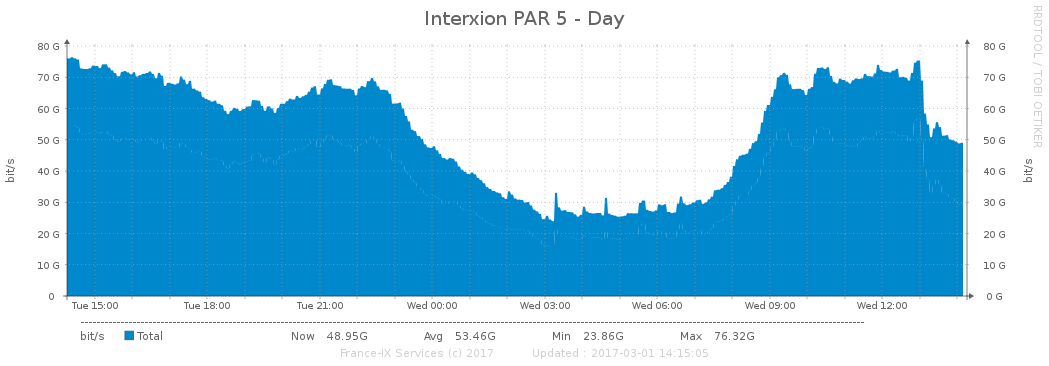 Interxion PAR 5 - Day
RRDTOOL / TOBI OETIKER
80 G 80 G
70 G 70 G
60 G 60 G
50 G 50 G
40 G 40 G
30 G 30 G
20 G 20 G
10 G 10 G
0 0 G
bit/s bit/s
Tue 15:00 Tue 18:00 Tue 21:00 Wed 00:00 Wed 03:00 Wed 06:00 Wed 09:00 Wed 12:00
bit/s Total Now 48.95G Avg 53.46G Min 23.86G Max 76.32G
France-IX Services (c) 2017 Updated : 2017-03-01 14:15:05